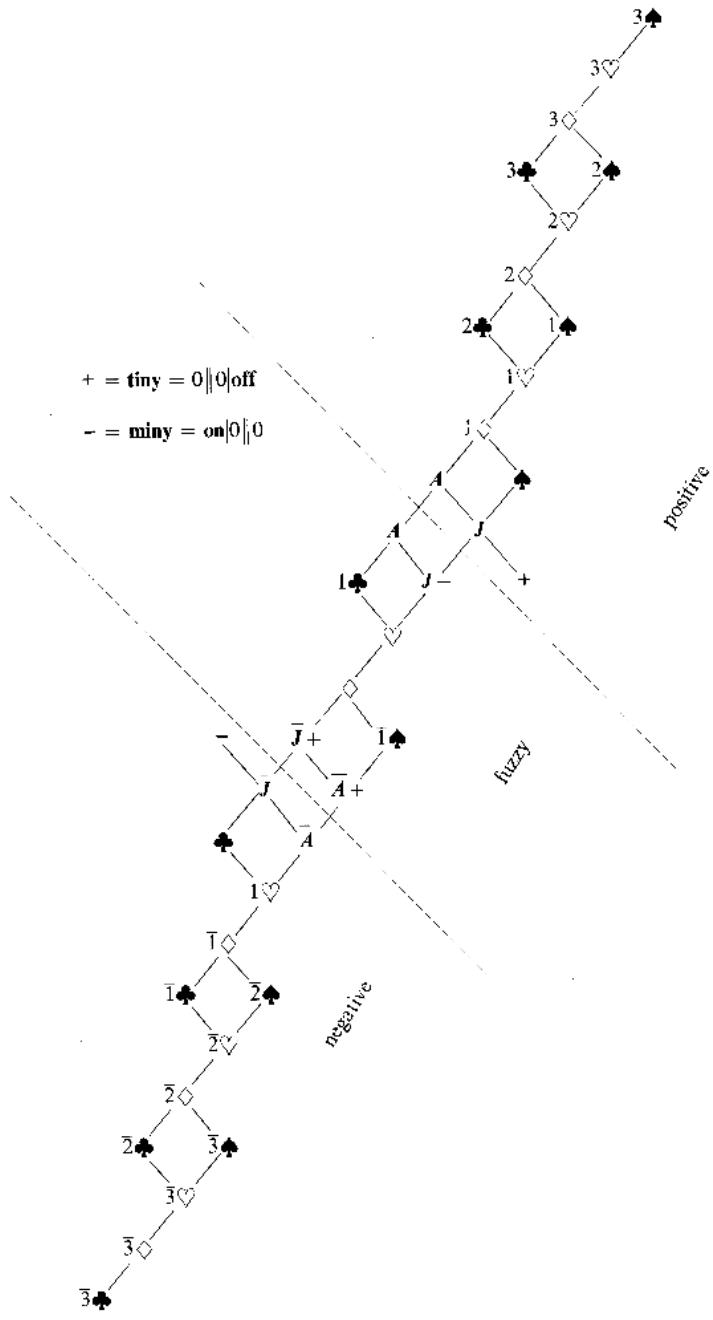 3♠
3♡
3◇
3♣ 2♠
2♡
2◇
2♣ 1♠
1♡
+ = tiny = 0‖0|off
1◇
− = miny = on|0‖0
A ♠
positive
A J
1♣ J− +
♡
◇
− J̅+ 1̅♠
fuzzy
J̅ A̅+
♣ A̅
1♡
1̅◇
1̅♣ 2̅♠
negative
2̅♡
2̅◇
2̅♣ 3̅♠
3̅♡
3̅◇
3̅♣